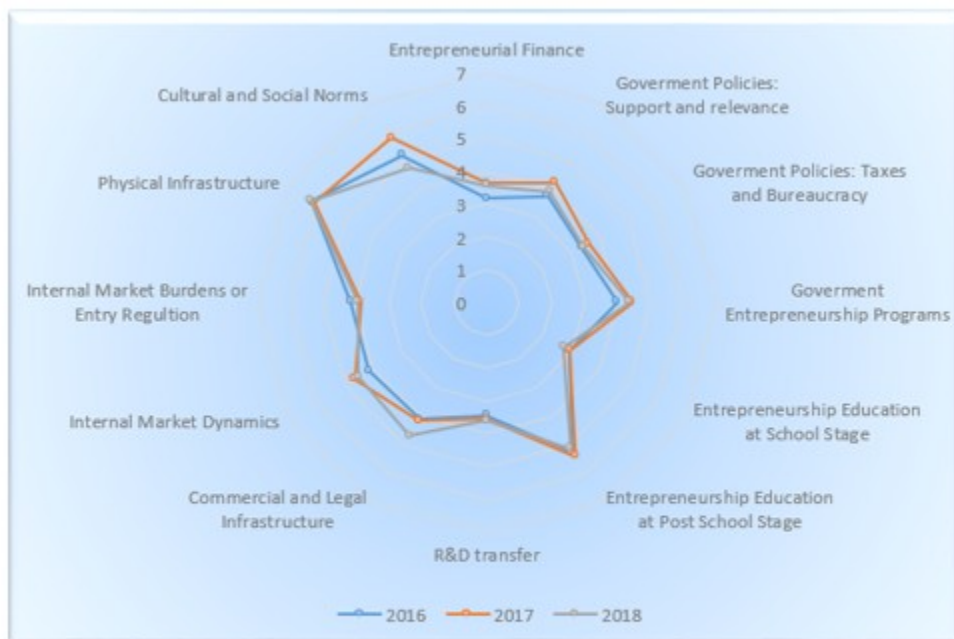 Entrepreneurial Finance
7
6
5
4
3
2
1
0
Goverment Policies:
Support and relevance
Goverment Policies: Taxes
and Bureaucracy
Goverment
Entrepreneurship Programs
Entrepreneurship Education
at School Stage
Entrepreneurship Education
at Post School Stage
R&D transfer
Commercial and Legal
Infrastructure
Internal Market Dynamics
Internal Market Burdens or
Entry Regultion
Physical Infrastructure
Cultural and Social Norms
2016 2017 2018